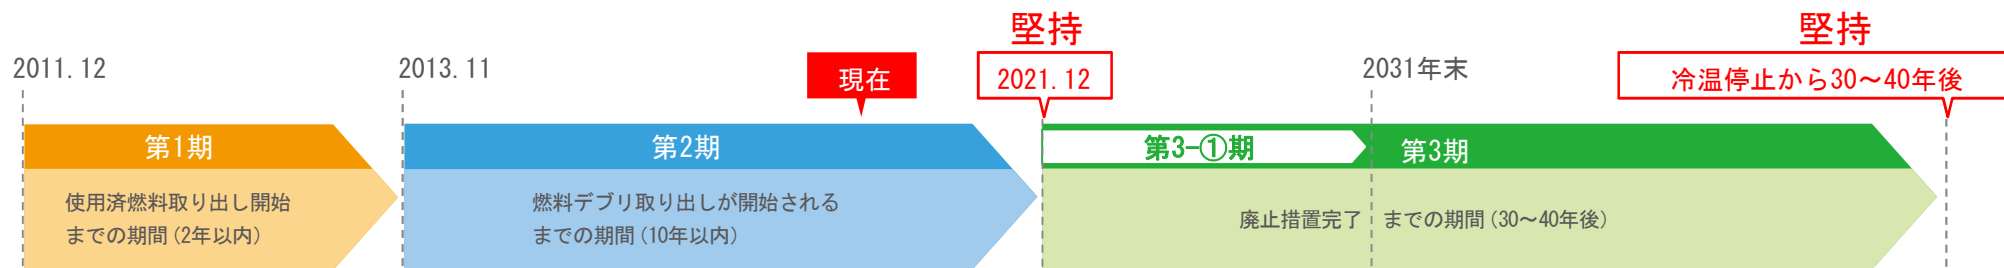 堅持
堅持
2011.12
2013.11
現在
2021.12
2031年末
冷温停止から30～40年後
第1期
第2期
第3-①期
第3期
使用済燃料取り出し開始
までの期間(2年以内)
燃料デブリ取り出しが開始される
までの期間(10年以内)
廃止措置完了までの期間(30～40年後)